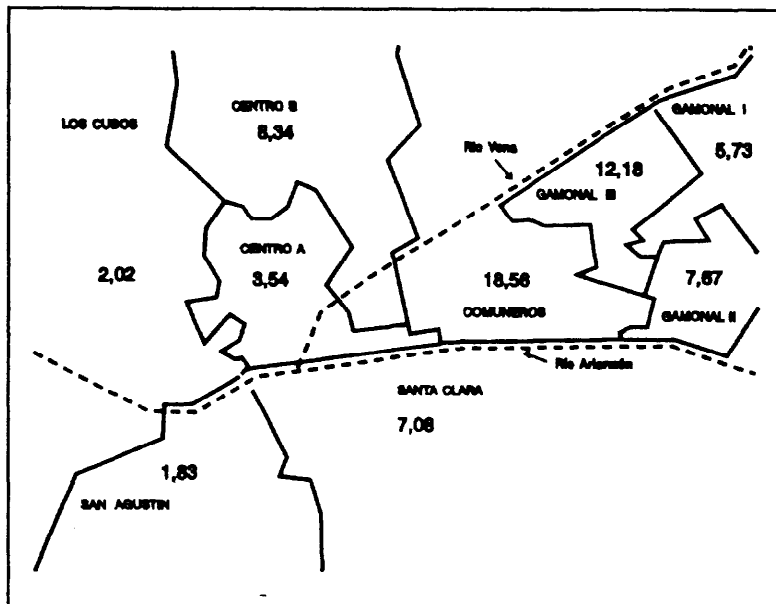 CENTRO B
LOS CUBOS
8,34
GAMONAL I
5,73
Río Vena
12,18
GAMONAL III
CENTRO A
3,54
2,02
18,56
COMUNEROS
7,67
GAMONAL II
Río Arlanzón
SANTA CLARA
7,08
1,83
SAN AGUSTIN